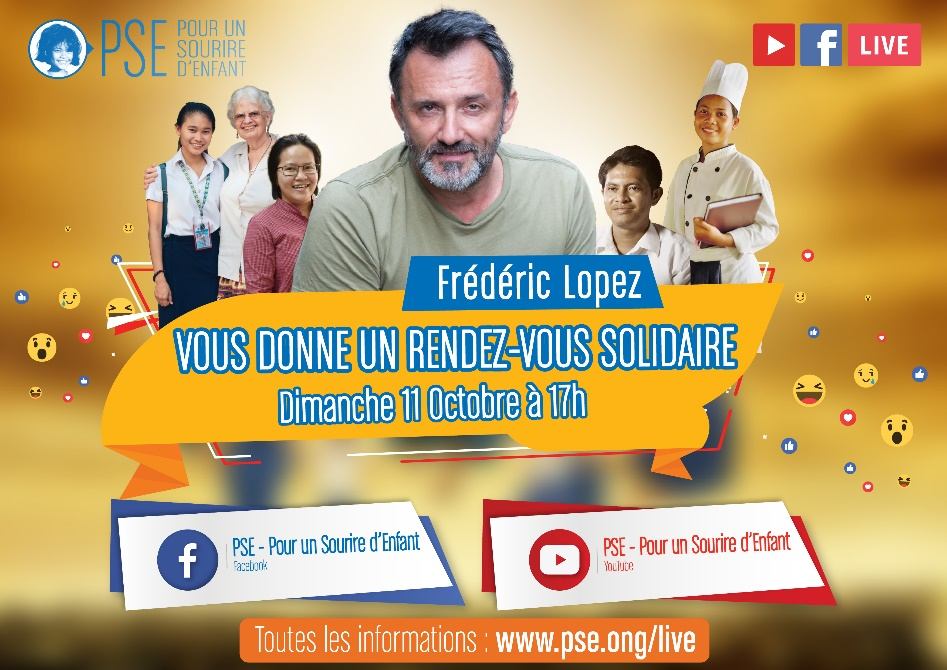 PSE
POUR UN
SOURIRE
D'ENFANT
LIVE
Frédéric Lopez
VOUS DONNE UN RENDEZ-VOUS SOLIDAIRE
Dimanche 11 Octobre à 17h
PSE - Pour un Sourire d'Enfant
Facebook
PSE - Pour un Sourire d'Enfant
YouTube
Toutes les informations : www.pse.ong/live